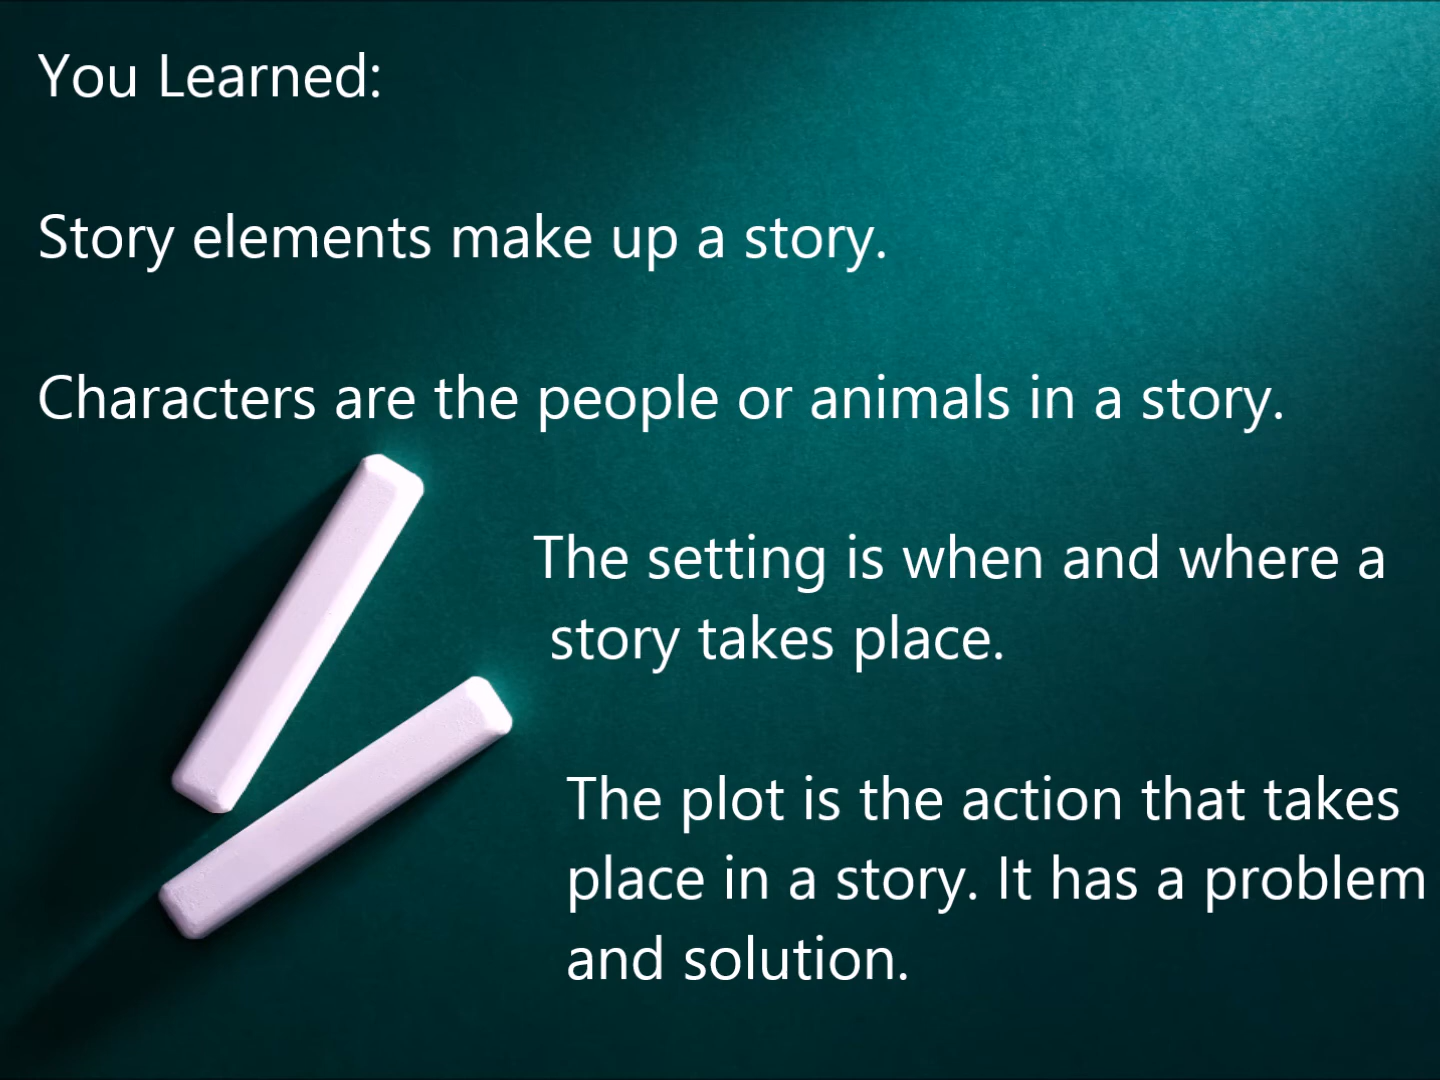 You Learned:
Story elements make up a story.
Characters are the people or animals in a story.
The setting is when and where a
story takes place.
The plot is the action that takes
place in a story. It has a problem
and solution.